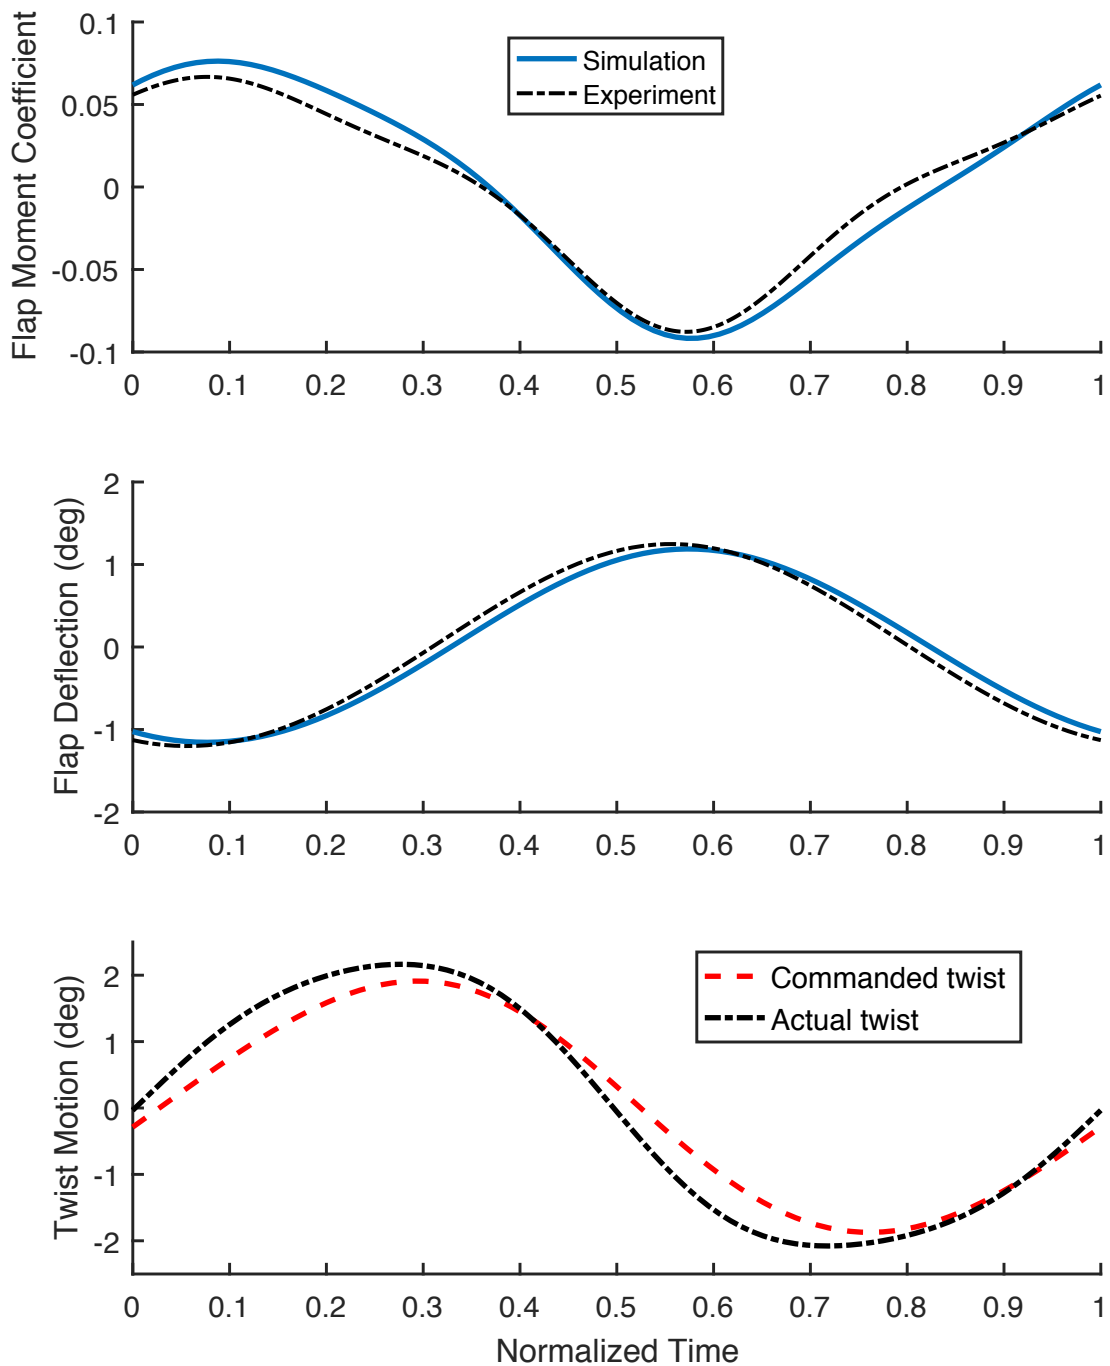 Flap Moment Coefficient
0.1
0.05
0
-0.05
-0.1
Simulation
Experiment
0 0.1 0.2 0.3 0.4 0.5 0.6 0.7 0.8 0.9 1
Flap Deflection (deg)
2
1
0
-1
-2
0 0.1 0.2 0.3 0.4 0.5 0.6 0.7 0.8 0.9 1
Twist Motion (deg)
2
1
0
-1
-2
Commanded twist
Actual twist
0 0.1 0.2 0.3 0.4 0.5 0.6 0.7 0.8 0.9 1
Normalized Time